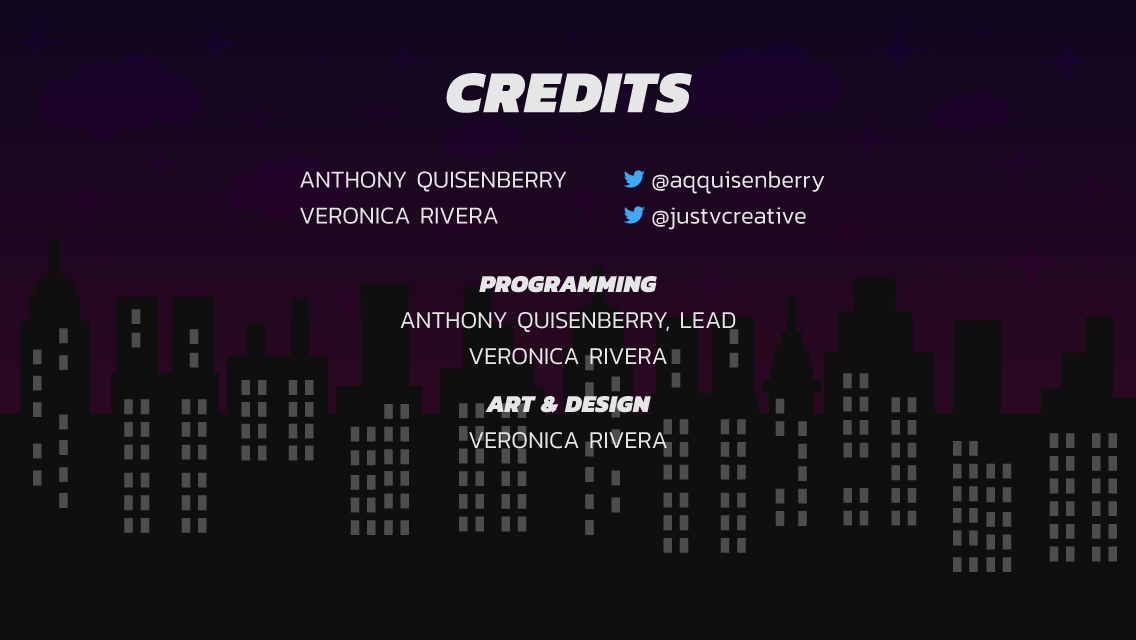 CREDITS
ANTHONY QUISENBERRY @aqquisenberry
VERONICA RIVERA @justvcreative
PROGRAMMING
ANTHONY QUISENBERRY, LEAD
VERONICA RIVERA
ART & DESIGN
VERONICA RIVERA